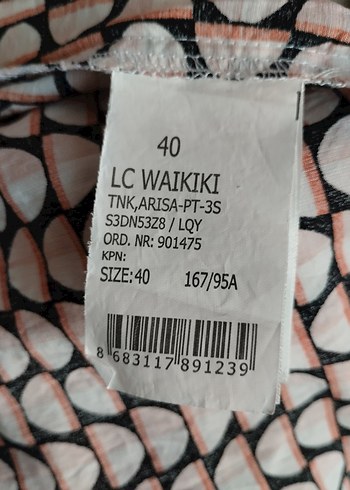 40
LC WAIKIKI
TNK,ARISA-PT-3S
S3DN53Z8 / LQY
ORD. NR: 901475
KPN:
SIZE:40 167/95A
8 683117 891239